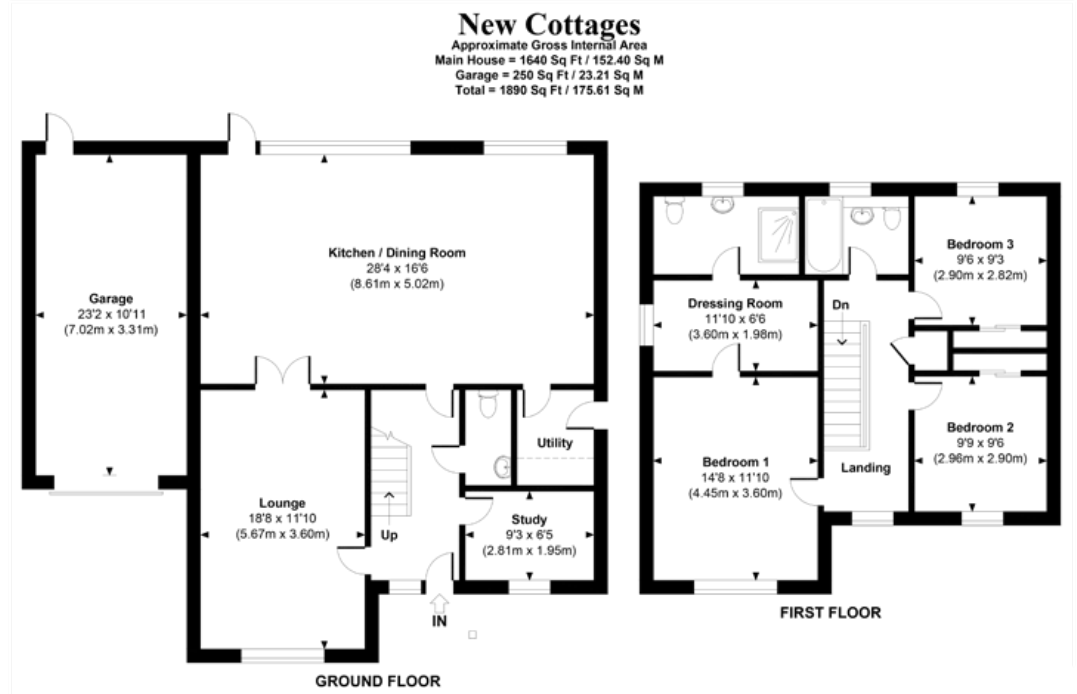 New Cottages
Approximate Gross Internal Area
Main House = 1640 Sq Ft / 152.40 Sq M
Garage = 250 Sq Ft / 23.21 Sq M
Total = 1890 Sq Ft / 175.61 Sq M
Kitchen / Dining Room
28'4 x 16'6
(8.61m x 5.02m)
Garage
23'2 x 10'11
(7.02m x 3.31m)
Utility
Lounge
18'8 x 11'10
(5.67m x 3.60m)
Up
Study
9'3 x 6'5
(2.81m x 1.95m)
IN
GROUND FLOOR
Bedroom 3
9'6 x 9'3
(2.90m x 2.82m)
Dressing Room
11'10 x 6'6
(3.60m x 1.98m)
Dn
Bedroom 2
9'9 x 9'6
(2.96m x 2.90m)
Bedroom 1
14'8 x 11'10
(4.45m x 3.60m)
Landing
FIRST FLOOR